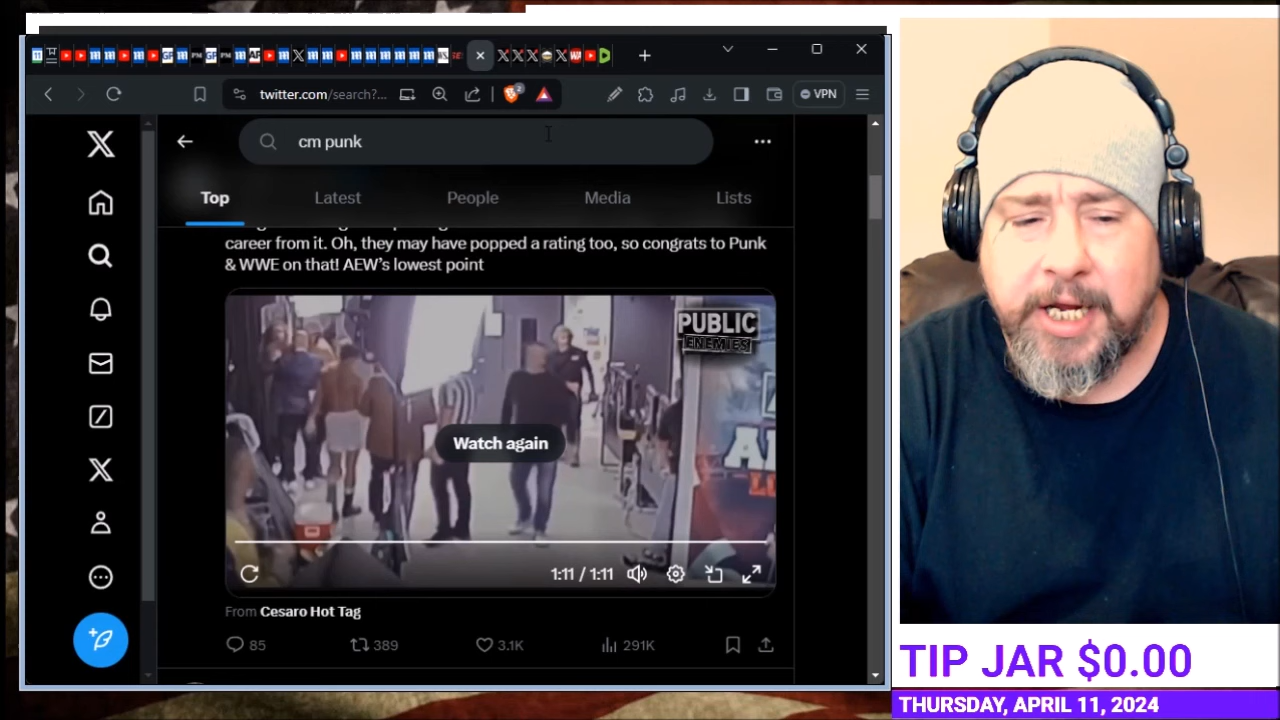 twitter.com/search?...
VPN
cm punk
Top
Latest
People
Media
Lists
career from it. Oh, they may have popped a rating too, so congrats to Punk
& WWE on that! AEW's lowest point
PUBLIC
ENEMIES
Watch again
1:11 / 1:11
From Cesaro Hot Tag
85
389
3.1K
291K
TIP JAR $0.00
THURSDAY, APRIL 11, 2024